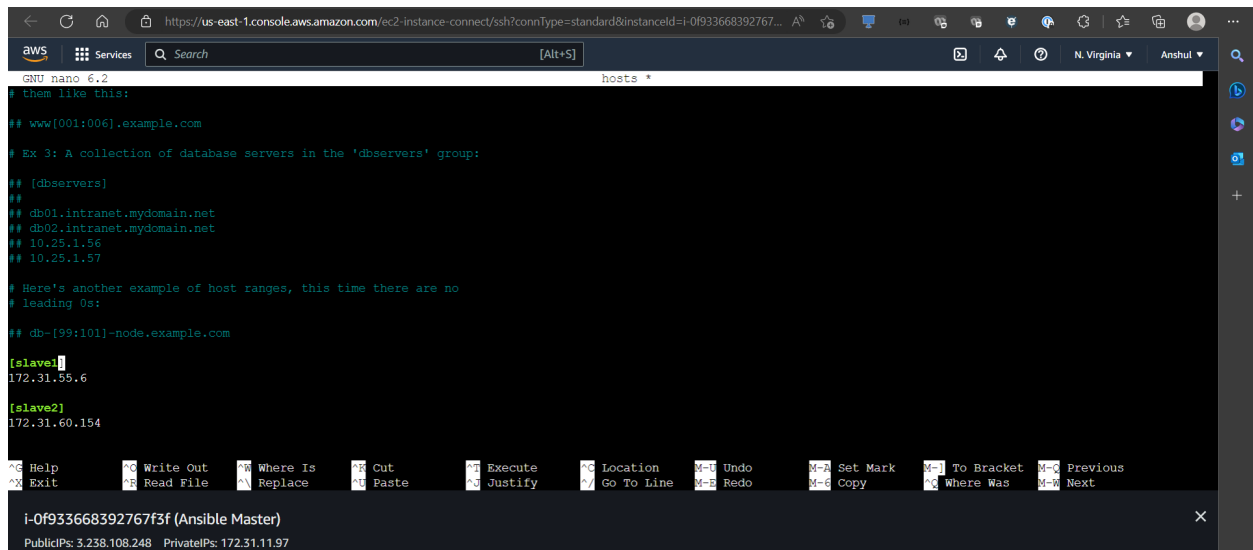 https://us-east-1.console.aws.amazon.com/ec2-instance-connect/ssh?connType=standard&instanceId=i-0f933668392767...
aws Services Search [Alt+S] N. Virginia ▼ Anshul ▼
GNU nano 6.2 hosts *
# them like this:
## www[001:006].example.com
# Ex 3: A collection of database servers in the 'dbservers' group:
## [dbservers]
##
## db01.intranet.mydomain.net
## db02.intranet.mydomain.net
## 10.25.1.56
## 10.25.1.57
# Here's another example of host ranges, this time there are no
# leading 0s:
## db-[99:101]-node.example.com
[slave1]
172.31.55.6
[slave2]
172.31.60.154
^G Help ^O Write Out ^W Where Is ^K Cut ^T Execute ^C Location M-U Undo M-A Set Mark M-] To Bracket M-Q Previous
^X Exit ^R Read File ^\ Replace ^U Paste ^J Justify ^/ Go To Line M-E Redo M-6 Copy ^Q Where Was M-W Next
i-0f933668392767f3f (Ansible Master)
PublicIPs: 3.238.108.248 PrivateIPs: 172.31.11.97